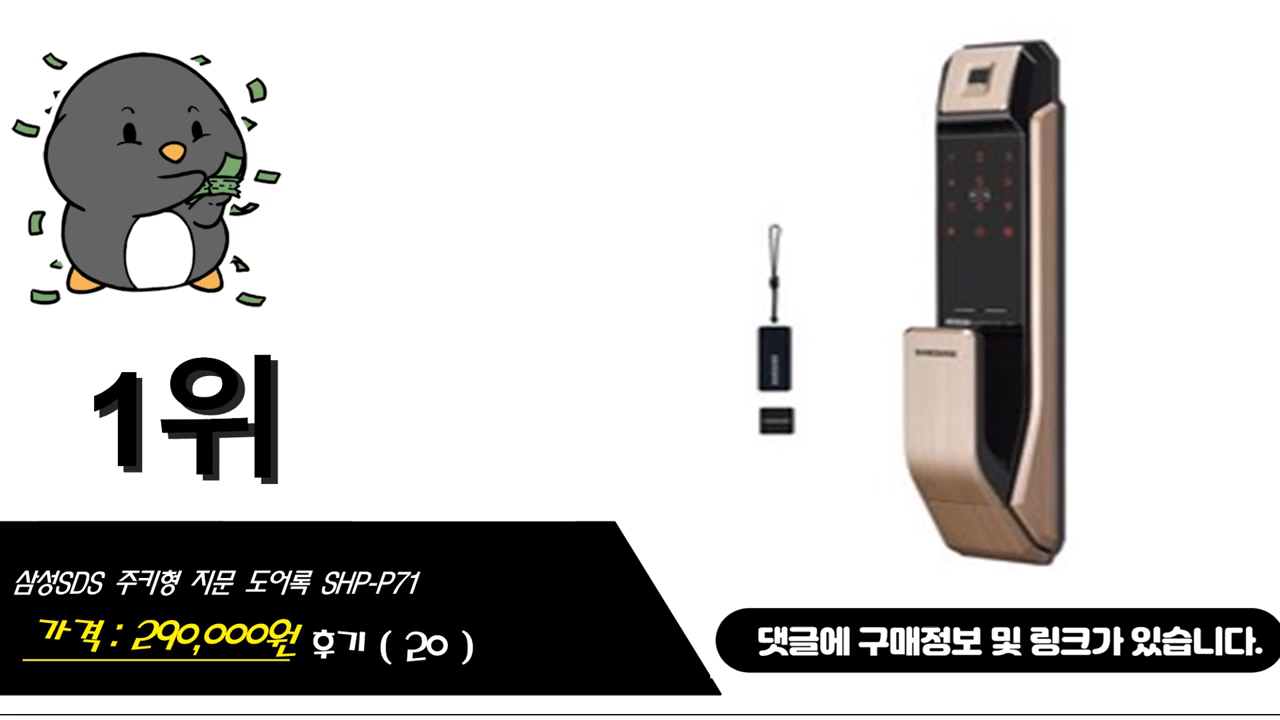 1위
삼성SDS 주키형 지문 도어록 SHP-P71
가격 : 290,000원 후기 ( 20 )
댓글에 구매정보 및 링크가 있습니다.
SAMSUNG